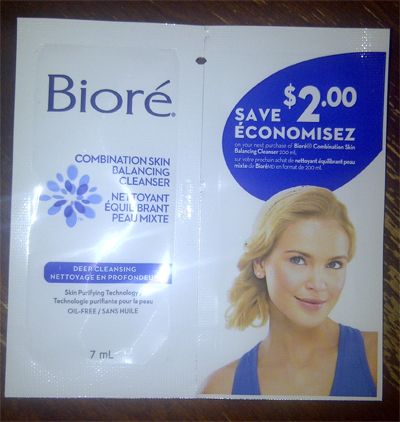 Bioré®
COMBINATION SKIN
BALANCING
CLEANSER
NETTOYANT
ÉQUILIBRANT
PEAU MIXTE
DEEP CLEANSING
NETTOYAGE EN PROFONDEUR
Skin Purifying Technology
Technologie purifiante pour la peau
OIL-FREE / SANS HUILE
7 mL
SAVE $2.00
ÉCONOMISEZ
on your next purchase of Bioré® Combination Skin
Balancing Cleanser 200 mL
sur votre prochain achat de nettoyant équilibrant peau
mixte de BioréMD en format de 200 ml